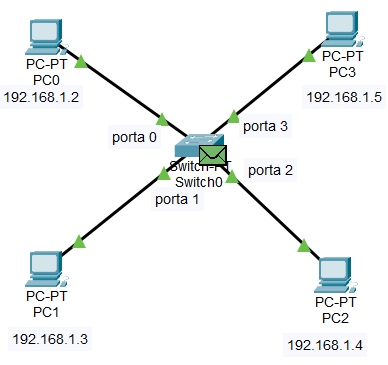 PC-PT
PC0
192.168.1.2
PC-PT
PC3
192.168.1.5
porta 0
porta 3
Switch-PT
Switch0
porta 2
porta 1
PC-PT
PC1
192.168.1.3
PC-PT
PC2
192.168.1.4